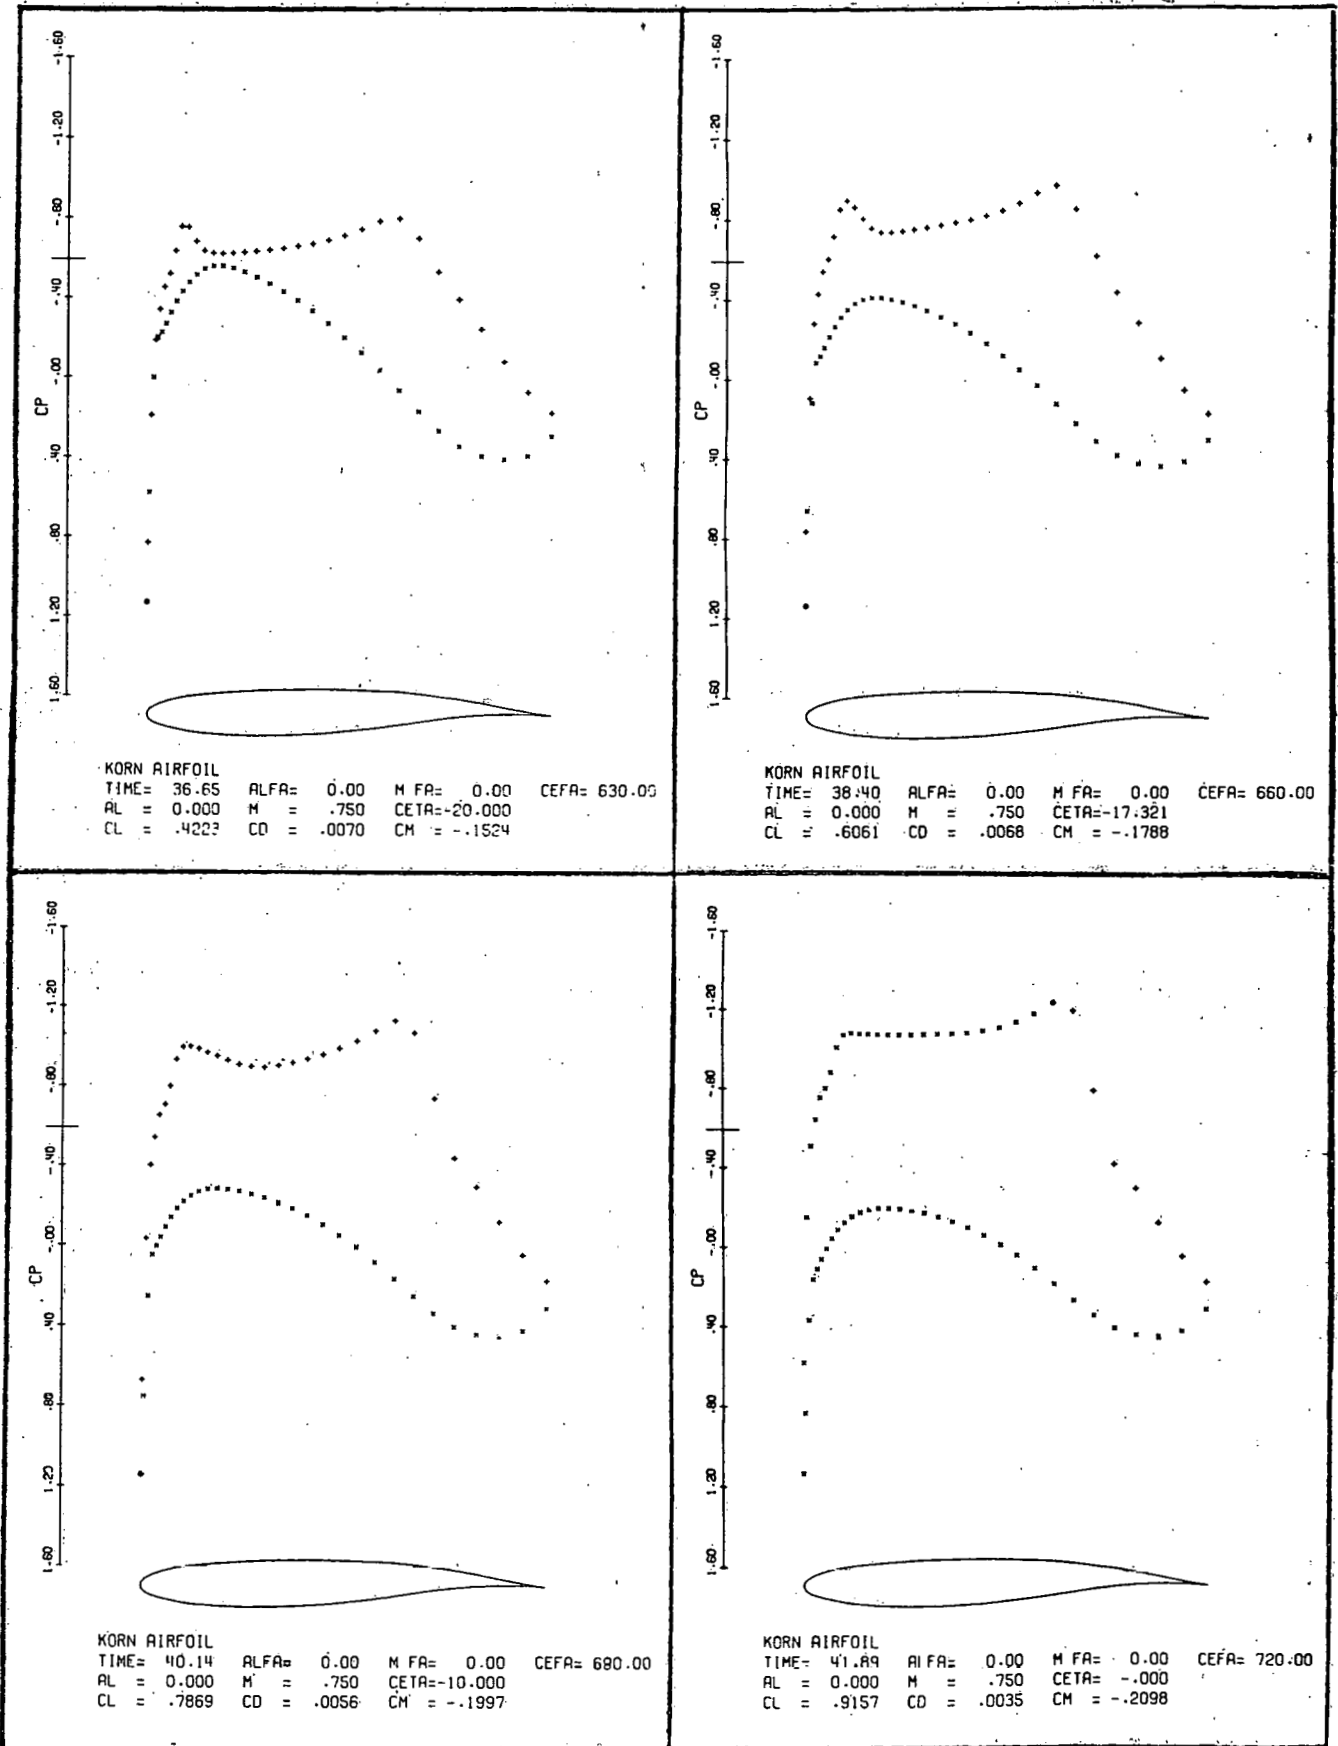 -1.60
-1.20
-.80
-.40
-.00
.40
.80
1.20
1.60
CP
KORN AIRFOIL
TIME= 36.65 ALFA= 0.00 M FA= 0.00 CEFA= 630.00
AL = 0.000 M = .750 CETA=-20.000
CL = .4223 CD = .0070 CM = -.1524
-1.60
-1.20
-.80
-.40
-.00
.40
.80
1.20
1.60
CP
KORN AIRFOIL
TIME= 38.40 ALFA= 0.00 M FA= 0.00 CEFA= 660.00
AL = 0.000 M = .750 CETA=-17.321
CL = .6061 CD = .0068 CM = -.1788
-1.60
-1.20
-.80
-.40
-.00
.40
.80
1.20
1.60
CP
KORN AIRFOIL
TIME= 40.14 ALFA= 0.00 M FA= 0.00 CEFA= 680.00
AL = 0.000 M = .750 CETA=-10.000
CL = .7869 CD = .0056 CM = -.1997
-1.60
-1.20
-.80
-.40
-.00
.40
.80
1.20
1.60
CP
KORN AIRFOIL
TIME= 41.89 ALFA= 0.00 M FA= 0.00 CEFA= 720.00
AL = 0.000 M = .750 CETA= -.000
CL = .9157 CD = .0035 CM = -.2098